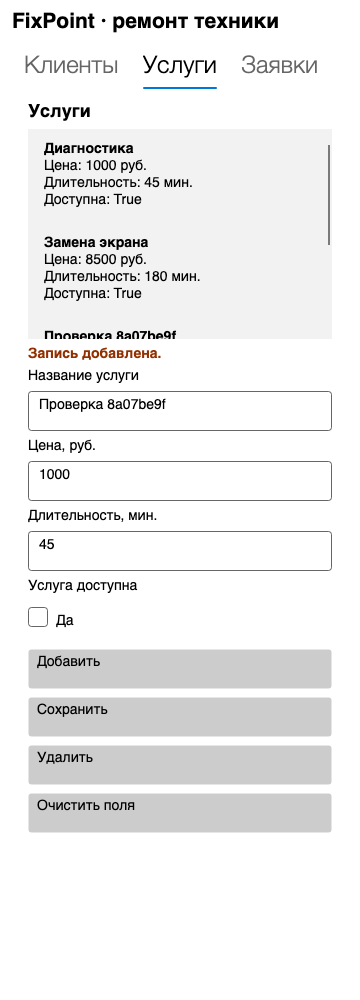 FixPoint · ремонт техники
Клиенты Услуги Заявки
Услуги
Диагностика
Цена: 1000 руб.
Длительность: 45 мин.
Доступна: True
Замена экрана
Цена: 8500 руб.
Длительность: 180 мин.
Доступна: True
Проверка 8a07be9f
Запись добавлена.
Название услуги
Проверка 8a07be9f
Цена, руб.
1000
Длительность, мин.
45
Услуга доступна
Да
Добавить
Сохранить
Удалить
Очистить поля